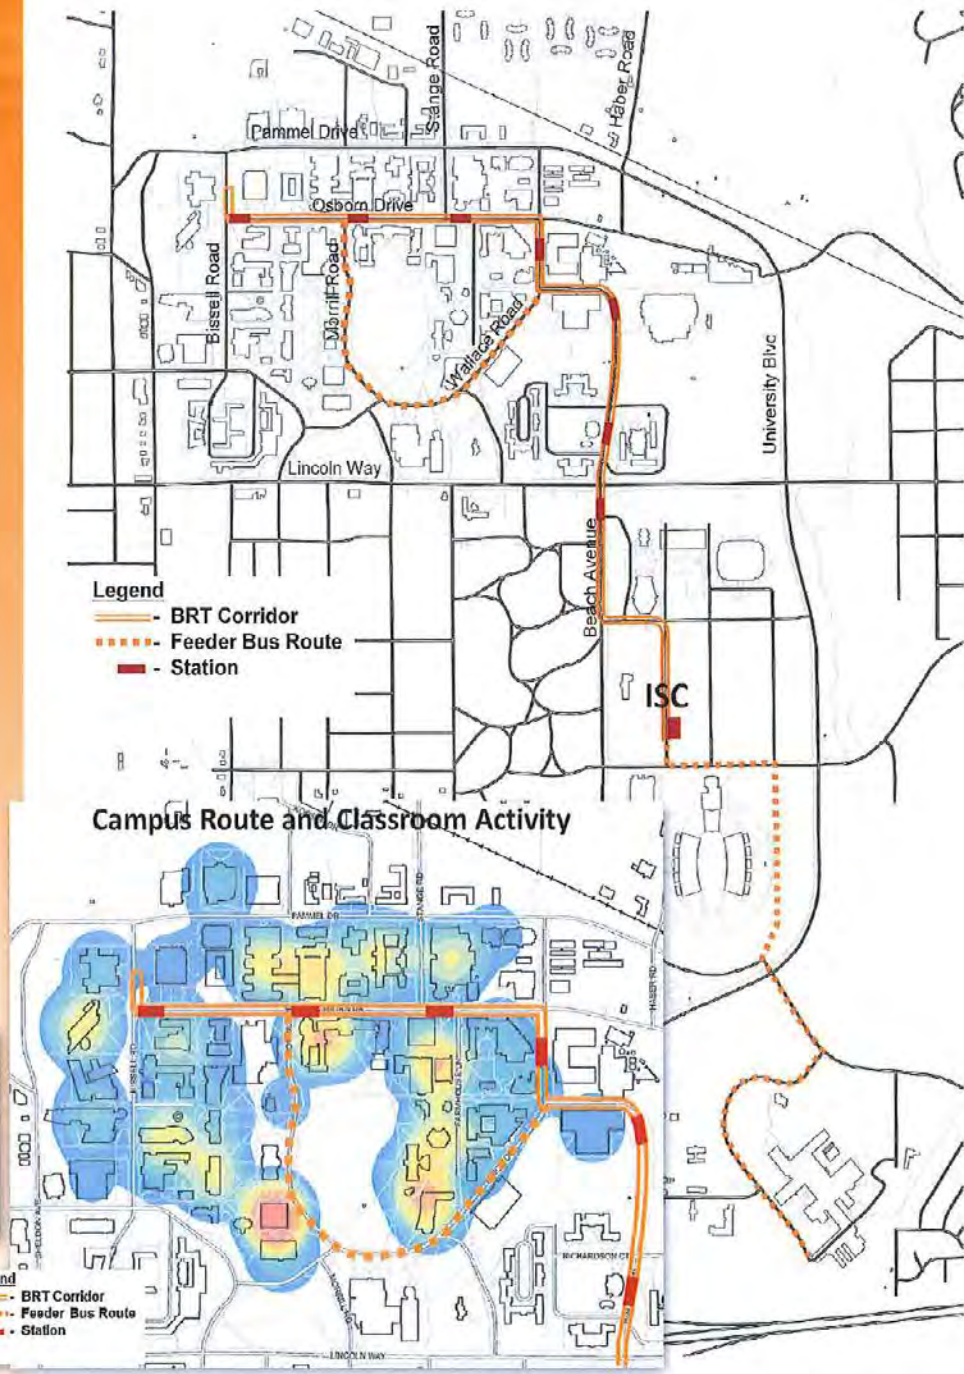 Stange Road
Haber Road
Pammel Drive
Osborn Drive
Bissell Road
Morrill Road
Wallace Road
University Blvd
Lincoln Way
Beach Avenue
Legend
- BRT Corridor
- Feeder Bus Route
- Station
ISC
Campus Route and Classroom Activity
PAMMEL DR
STANGE RD
HABER RD
BISSELL RD
SHELDON AVE
RICHARDSON CT
LINCOLN WAY
- BRT Corridor
- Feeder Bus Route
- Station